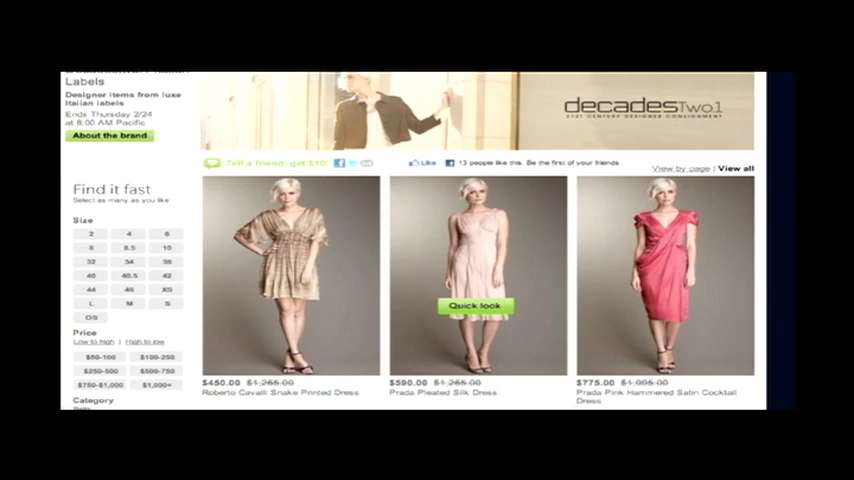 Labels
Designer items from luxe
Italian labels
Ends Thursday 2/24
at 8:00 AM Pacific
About the brand
decadesTwo.1
21ST CENTURY DESIGNER CONSIGNMENT
Tell a friend-get $10:
Like
13 people like this. Be the first of your friends.
View by page | View all
Find it fast
Select as many as you like
Size
2 4 6
8 8.5 10
32 34 38
40 40.5 42
44 46 XS
L M S
OS
Price
Low to high | High to low
$50-100 $100-250
$250-500 $500-750
$750-$1,000 $1,000+
Category
Quick look
$450.00 $1,265.00
Roberto Cavalli Snake Printed Dress
$590.00 $1,265.00
Prada Pleated Silk Dress
$775.00 $1,905.00
Prada Pink Hammered Satin Cocktail
Dress